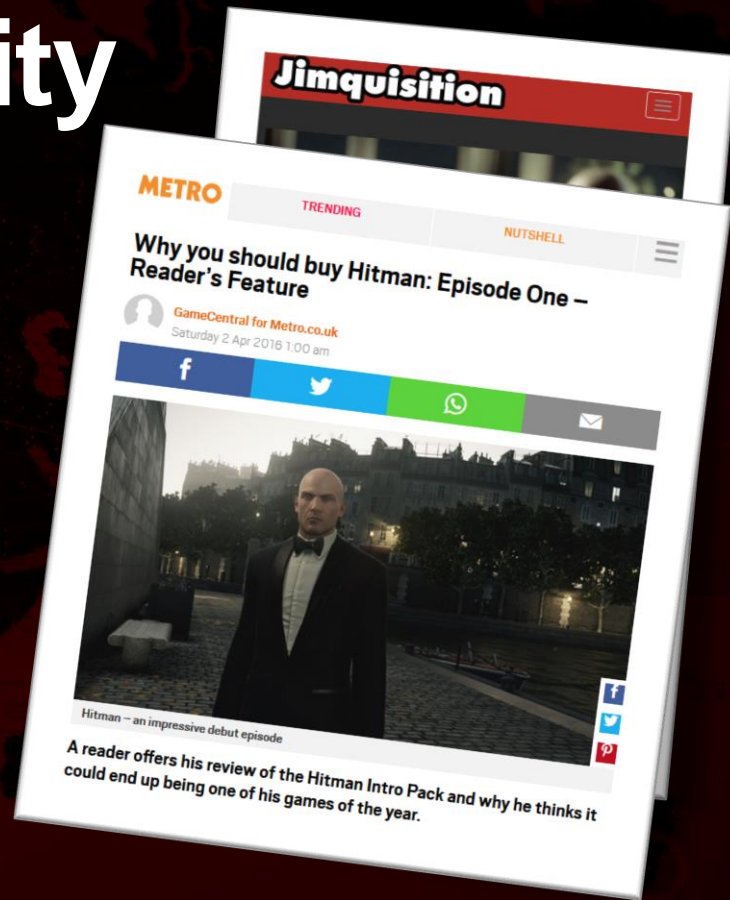 ity
Jimquisition
METRO
TRENDING
NUTSHELL
Why you should buy Hitman: Episode One –
Reader's Feature
GameCentral for Metro.co.uk
Saturday 2 Apr 2016 1:00 am
Hitman – an impressive debut episode
A reader offers his review of the Hitman Intro Pack and why he thinks it
could end up being one of his games of the year.